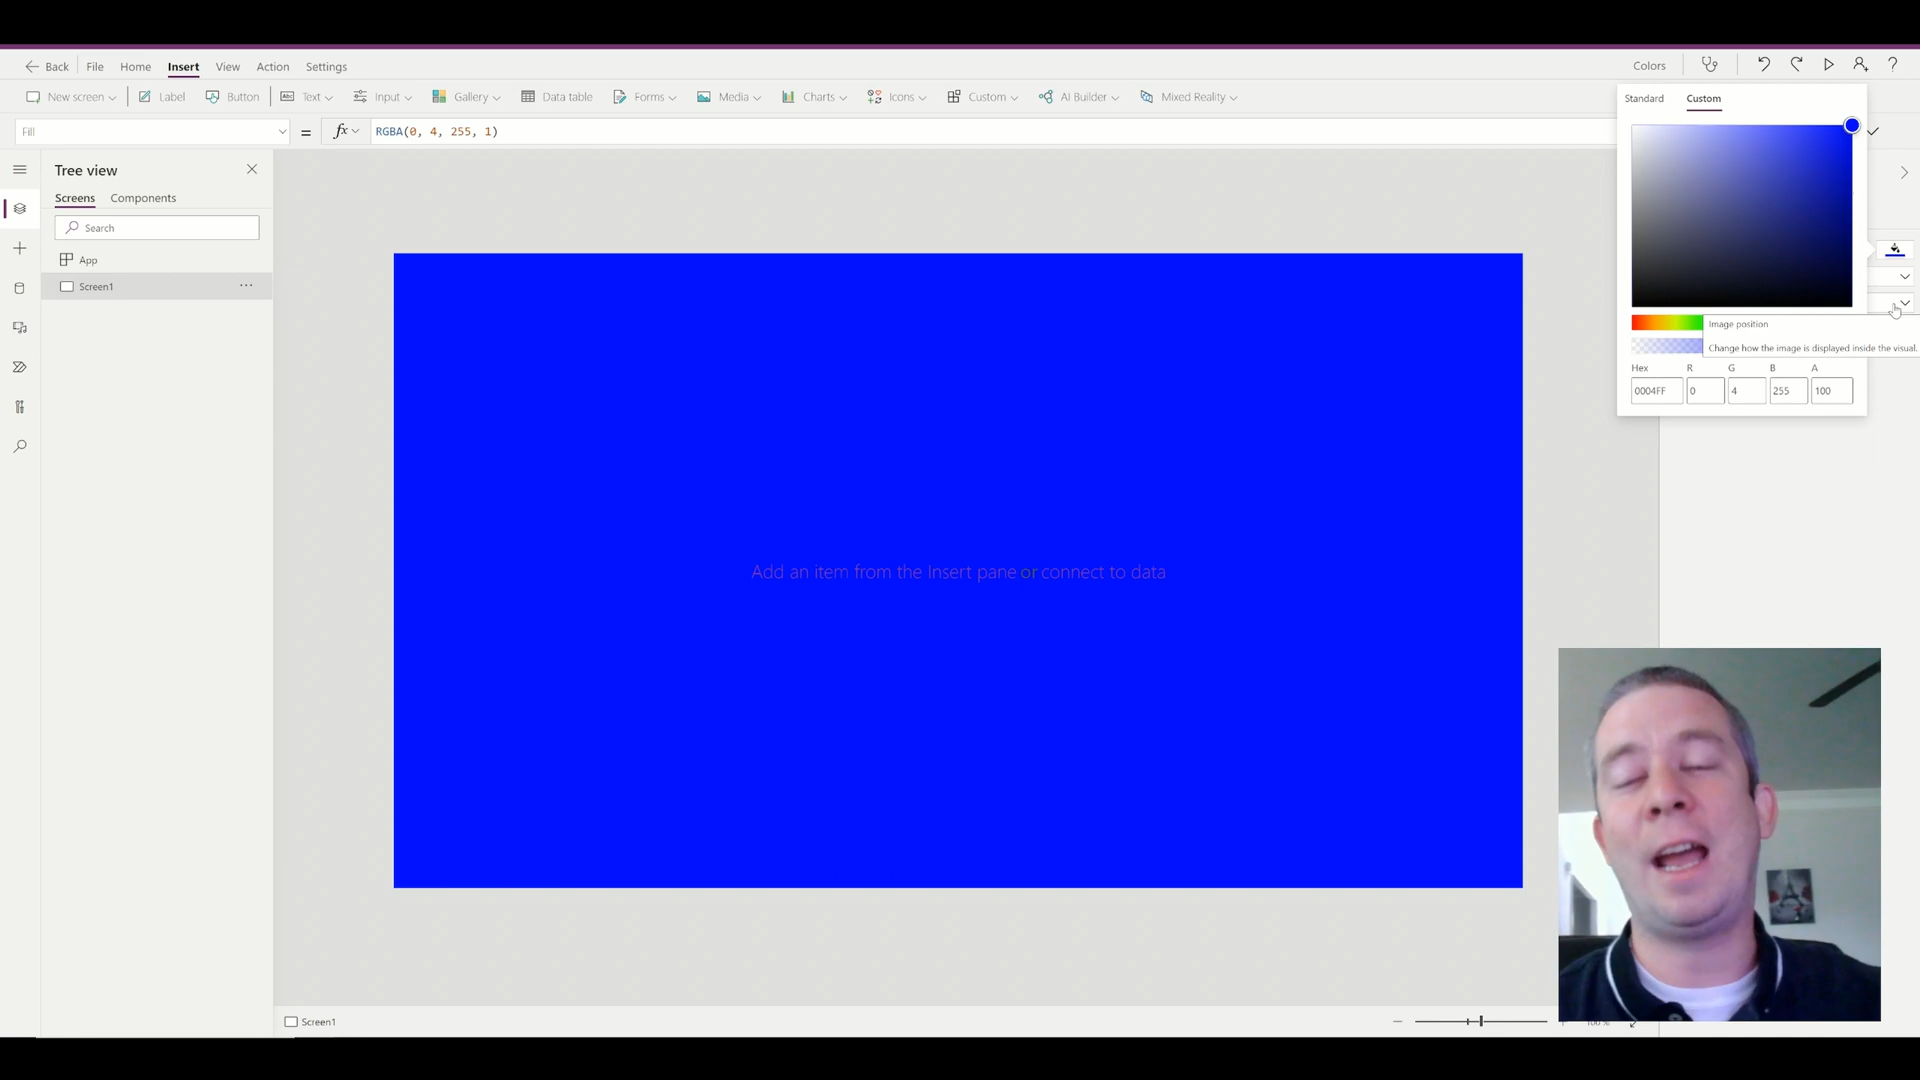 Back File Home Insert View Action Settings Colors
New screen Label Button Text Input Gallery Data table Forms Media Charts Icons Custom AI Builder Mixed Reality
Standard Custom
Fill = fx RGBA(0, 4, 255, 1)
Tree view
Screens Components
Search
App
Screen1
Image position
Change how the image is displayed inside the visual.
Hex R G B A
0004FF 0 4 255 100
Add an item from the Insert pane or connect to data
Screen1